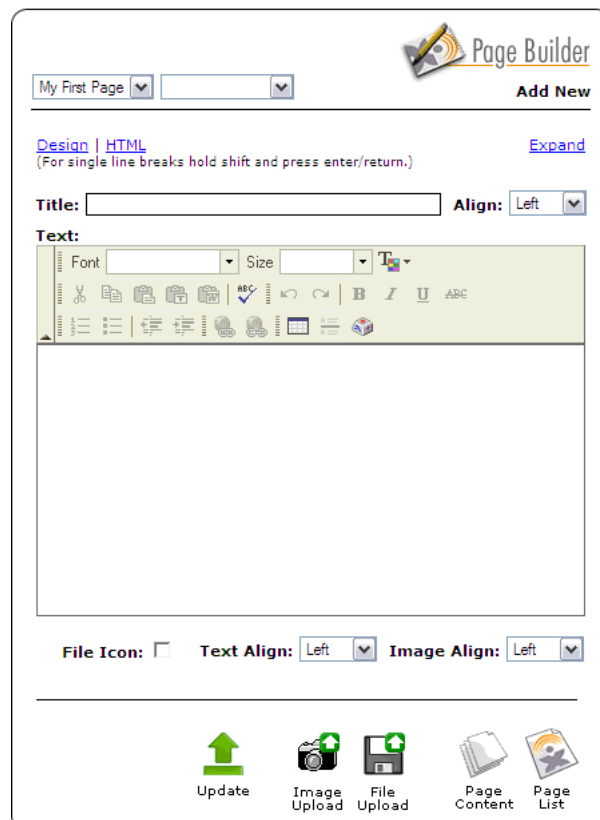 Page Builder
My First Page
Add New
Design | HTML Expand
(For single line breaks hold shift and press enter/return.)
Title: Align: Left
Text:
Font Size T
ABC B I U ABC
File Icon: Text Align: Left Image Align: Left
Update Image Upload File Upload Page Content Page List